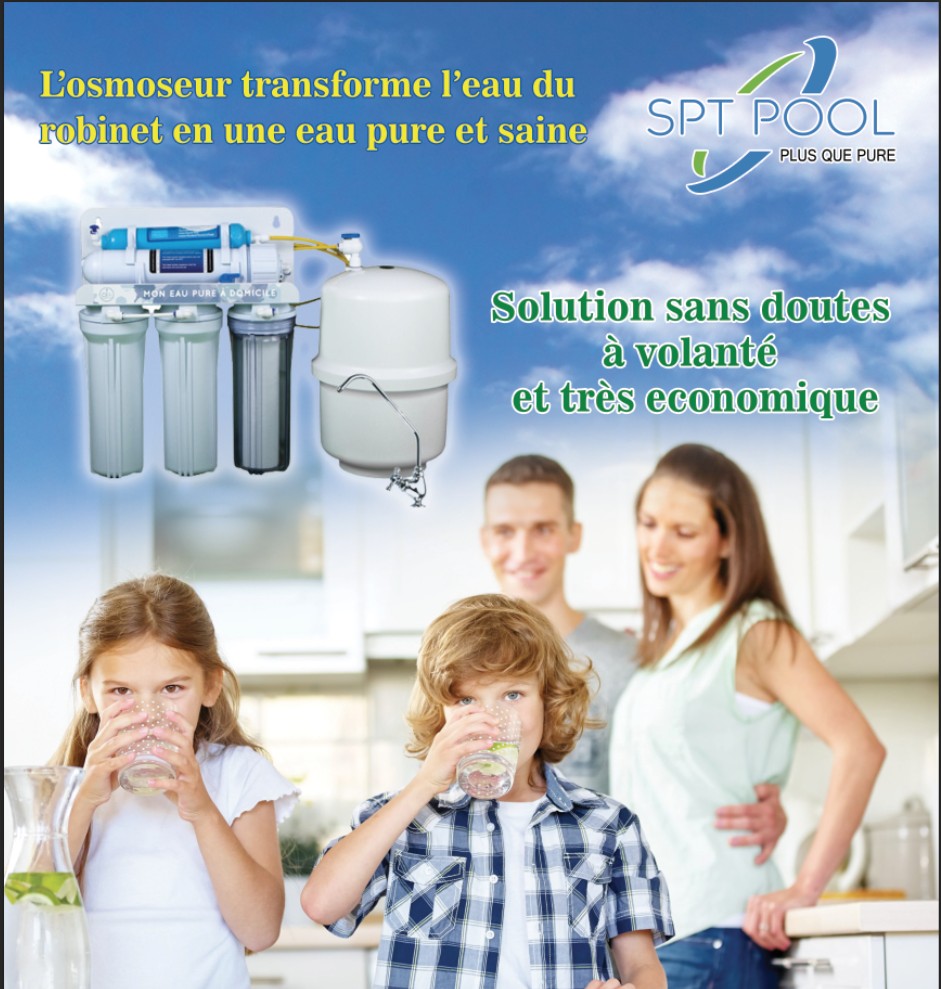 L'osmoseur transforme l'eau du
robinet en une eau pure et saine
SPT POOL
PLUS QUE PURE
MON EAU PURE À DOMICILE
Solution sans doutes
à volanté
et très economique